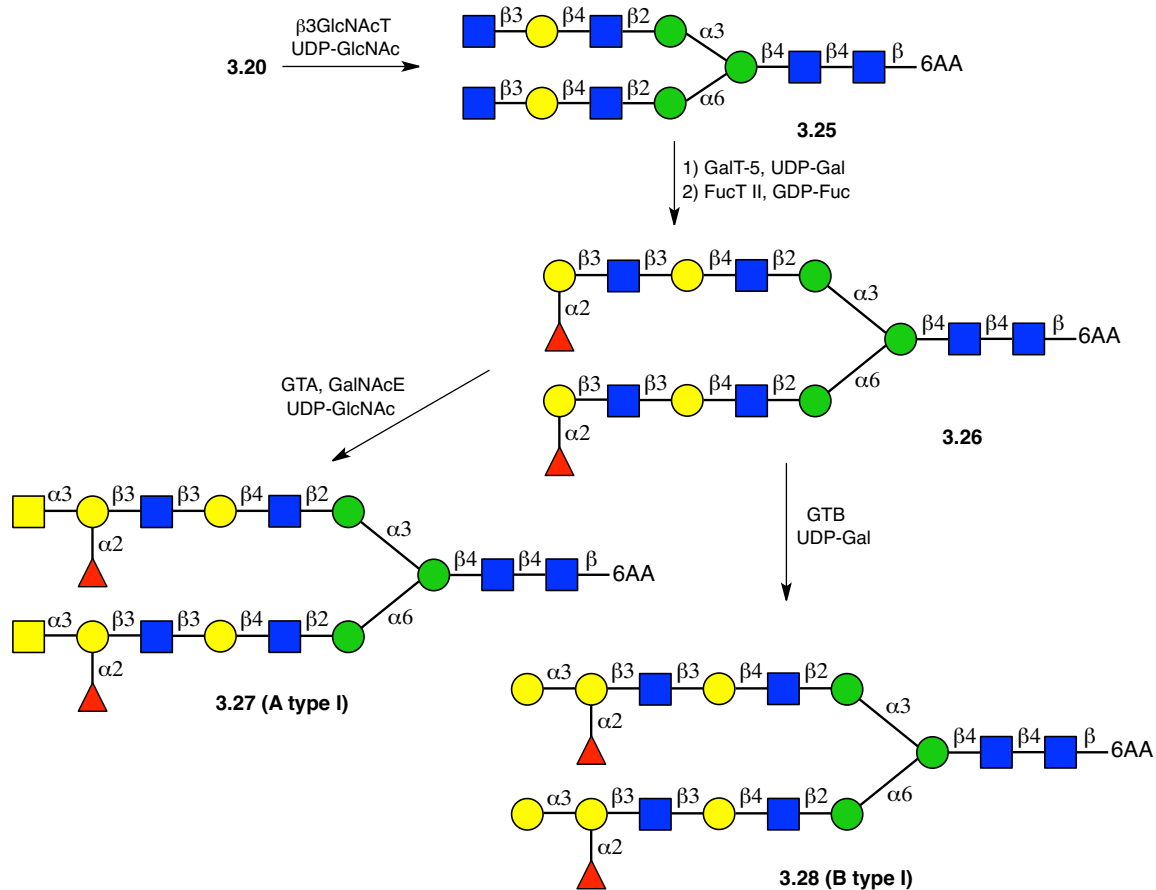 β3GlcNAcT
UDP-GlcNAc
3.20
β3 β4 β2
α3
β4 β4 β
6AA
β3 β4 β2
α6
3.25
1) GalT-5, UDP-Gal
2) FucT II, GDP-Fuc
β3 β3 β4 β2
α2
α3
β4 β4 β
6AA
β3 β3 β4 β2
α6
α2
3.26
GTA, GalNAcE
UDP-GlcNAc
GTB
UDP-Gal
α3 β3 β3 β4 β2
α2
α3
β4 β4 β
6AA
α3 β3 β3 β4 β2
α6
α2
3.27 (A type I)
α3 β3 β3 β4 β2
α2
α3
β4 β4 β
6AA
α3 β3 β3 β4 β2
α6
α2
3.28 (B type I)